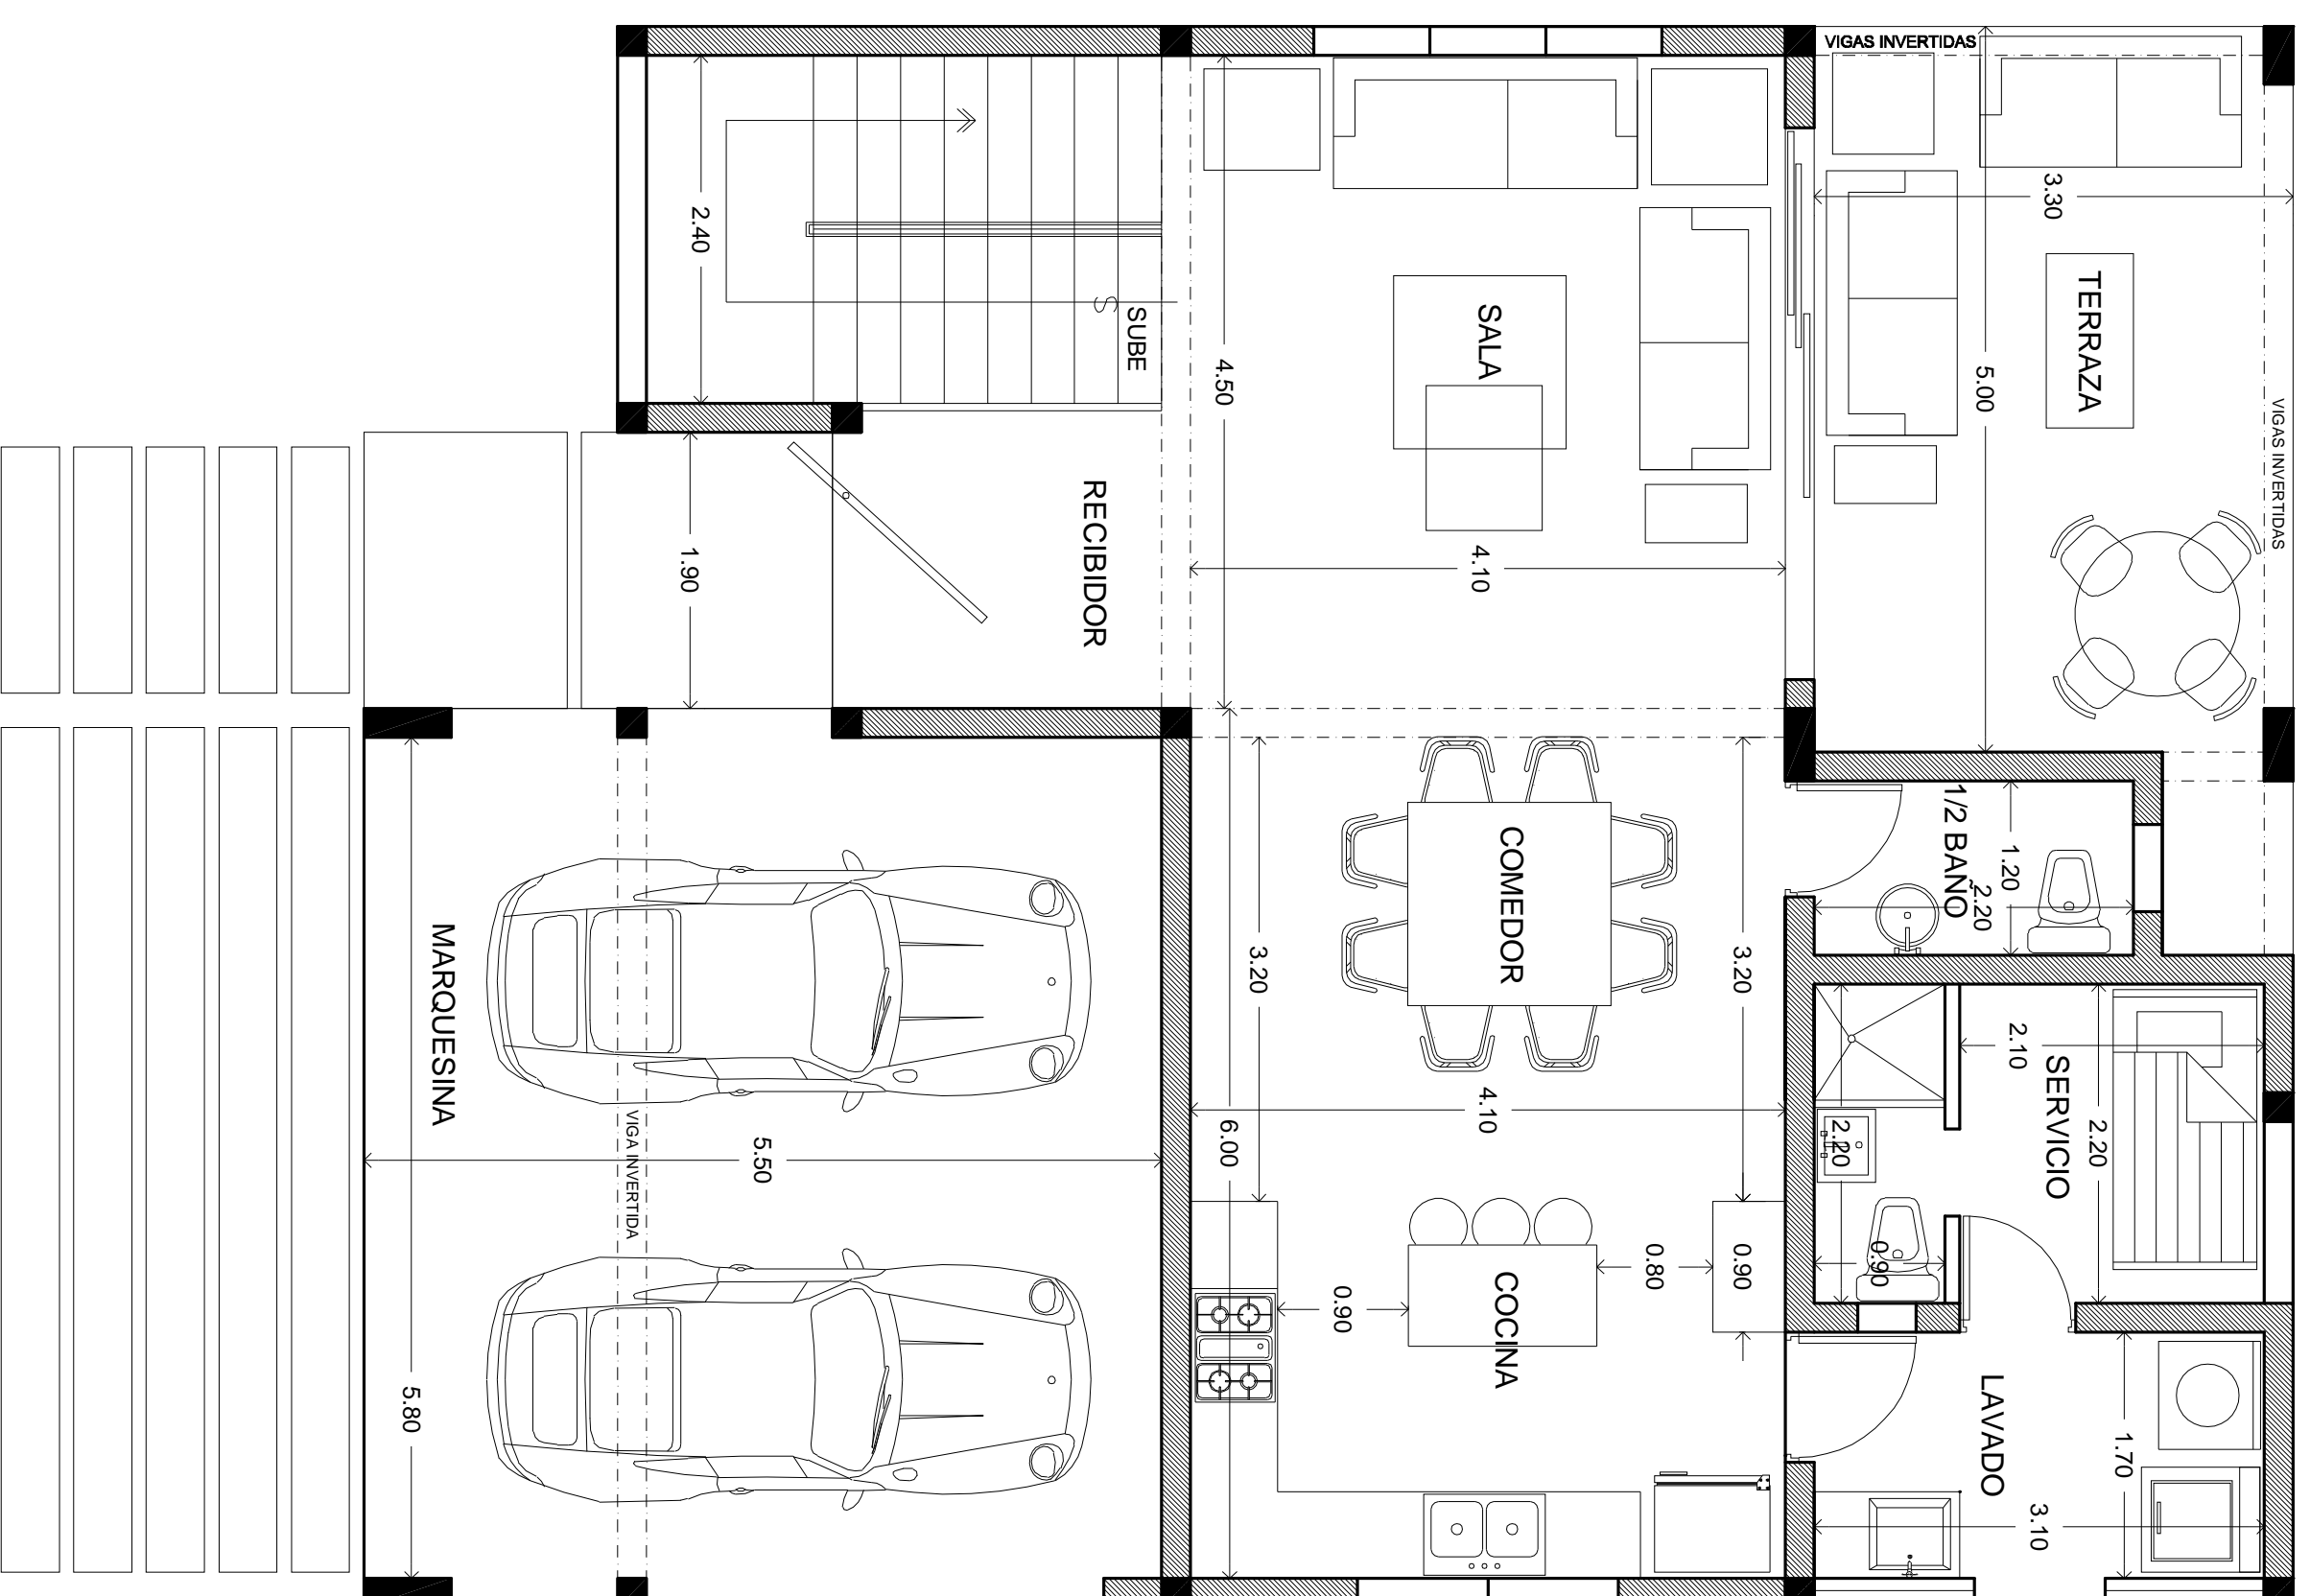 VIGAS INVERTIDAS
3.30
TERRAZA
5.00
VIGAS INVERTIDAS
2.40
SUBE
S
4.50
SALA
4.10
RECIBIDOR
1.90
1/2 BAÑO
1.20
2.20
COMEDOR
3.20
3.20
4.10
6.00
2.10
SERVICIO
2.20
2.20
0.90
MARQUESINA
VIGA INVERTIDA
5.50
5.80
COCINA
0.90
0.80
0.90
LAVADO
1.70
3.10